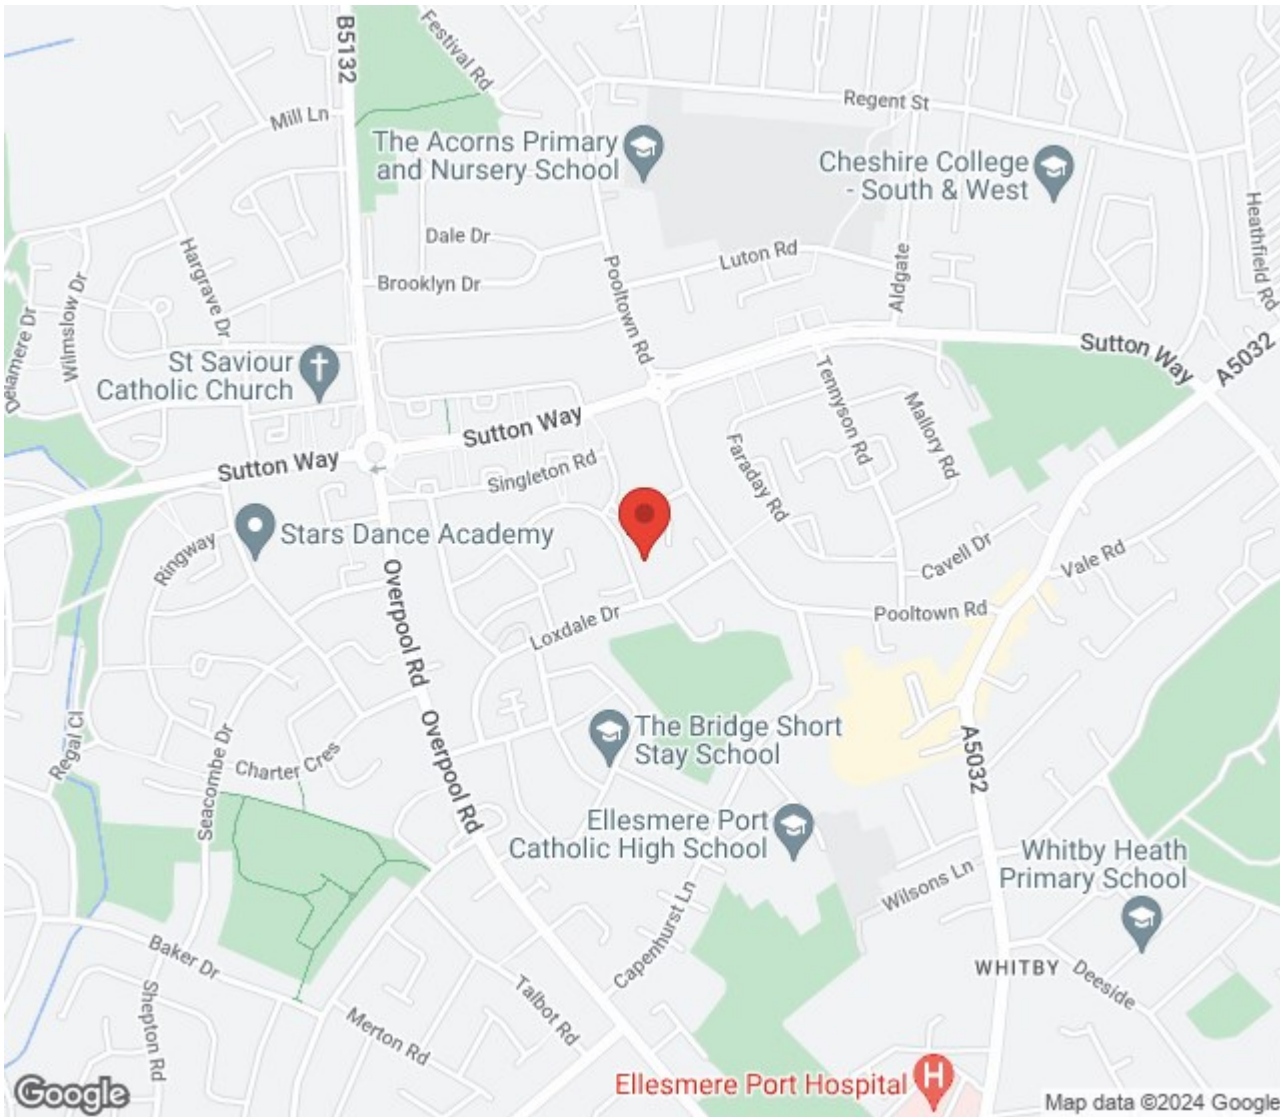 B5132
Festival Rd
Regent St
Mill Ln
The Acorns Primary
and Nursery School
Cheshire College
- South & West
Heathfield Rd
Dale Dr
Hargrave Dr
Luton Rd
Aldgate
Brooklyn Dr
Pooltown Rd
Wilmslow Dr
Delamere Dr
St Saviour
Catholic Church
Sutton Way
A5032
Tennyson Rd
Mallory Rd
Sutton Way
Sutton Way
Singleton Rd
Faraday Rd
Stars Dance Academy
Ringway
Cavell Dr
Vale Rd
Overpool Rd
Loxdale Dr
Pooltown Rd
Regal Cl
Seacombe Dr
Charter Cres
Overpool Rd
The Bridge Short
Stay School
A5032
Ellesmere Port
Catholic High School
Whitby Heath
Primary School
Wilsons Ln
Capenhurst Ln
Baker Dr
WHITBY
Deeside
Shepton Rd
Talbot Rd
Merton Rd
Ellesmere Port Hospital
H
Google
Map data ©2024 Google